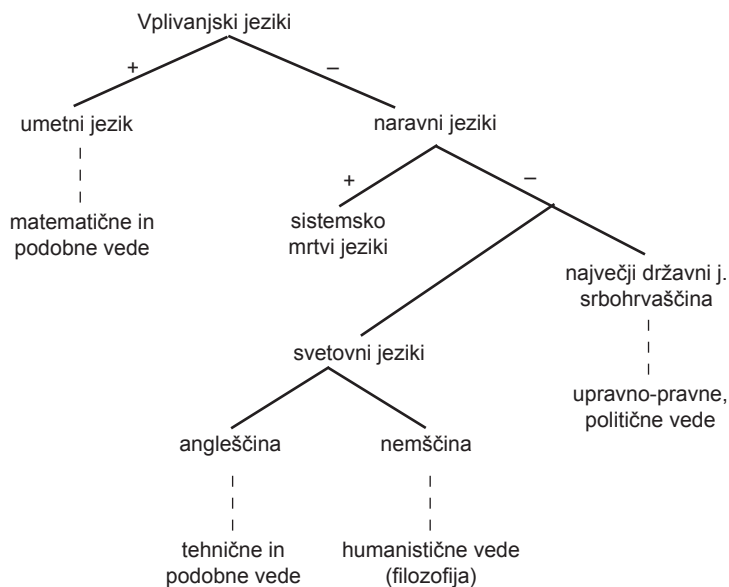 Vplivanjski jeziki
+
–
umetni jezik
naravni jeziki
+
–
matematične in
podobne vede
sistemsko
mrtvi jeziki
največji državni j.
srbohrvaščina
svetovni jeziki
upravno-pravne,
politične vede
angleščina
nemščina
tehnične in
podobne vede
humanistične vede
(filozofija)